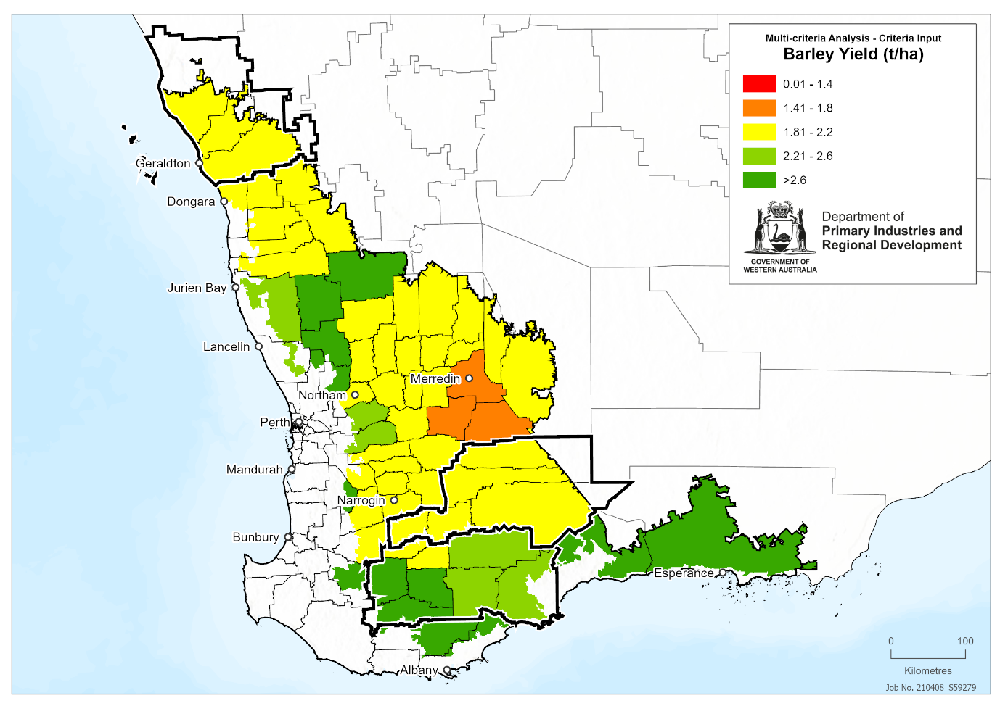 Multi-criteria Analysis - Criteria Input
Barley Yield (t/ha)
0.01 - 1.4
1.41 - 1.8
1.81 - 2.2
2.21 - 2.6
>2.6
Department of
Primary Industries and
Regional Development
GOVERNMENT OF
WESTERN AUSTRALIA
Geraldton
Dongara
Jurien Bay
Lancelin
Merredin
Northam
Perth
Mandurah
Narrogin
Bunbury
Esperance
Albany
0 100
Kilometres
Job No. 210408_S59279